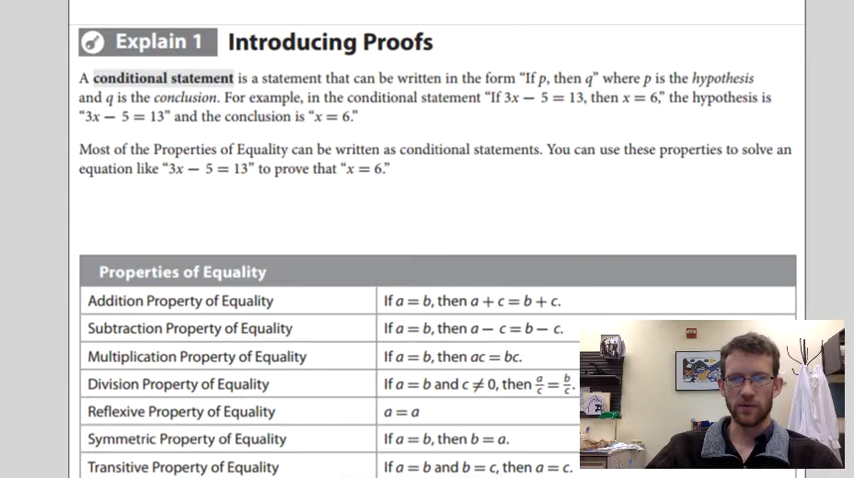 Explain 1 Introducing Proofs
A conditional statement is a statement that can be written in the form “If p, then q” where p is the hypothesis
and q is the conclusion. For example, in the conditional statement “If 3x − 5 = 13, then x = 6,” the hypothesis is
“3x − 5 = 13” and the conclusion is “x = 6.”
Most of the Properties of Equality can be written as conditional statements. You can use these properties to solve an
equation like “3x − 5 = 13” to prove that “x = 6.”
Properties of Equality
Addition Property of Equality If a = b, then a + c = b + c.
Subtraction Property of Equality If a = b, then a − c = b − c.
Multiplication Property of Equality If a = b, then ac = bc.
Division Property of Equality If a = b and c ≠ 0, then a/c = b/c.
Reflexive Property of Equality a = a
Symmetric Property of Equality If a = b, then b = a.
Transitive Property of Equality If a = b and b = c, then a = c.